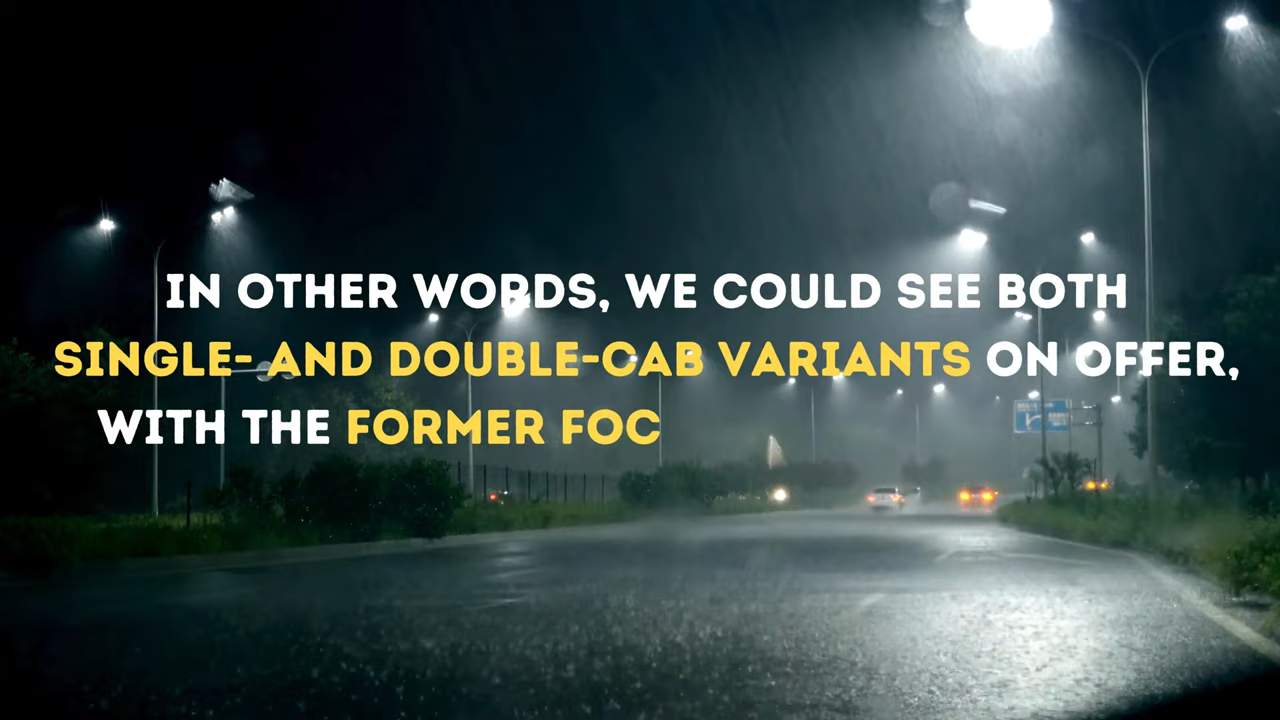 IN OTHER WORDS, WE COULD SEE BOTH
SINGLE- AND DOUBLE-CAB VARIANTS ON OFFER,
WITH THE FORMER FOC